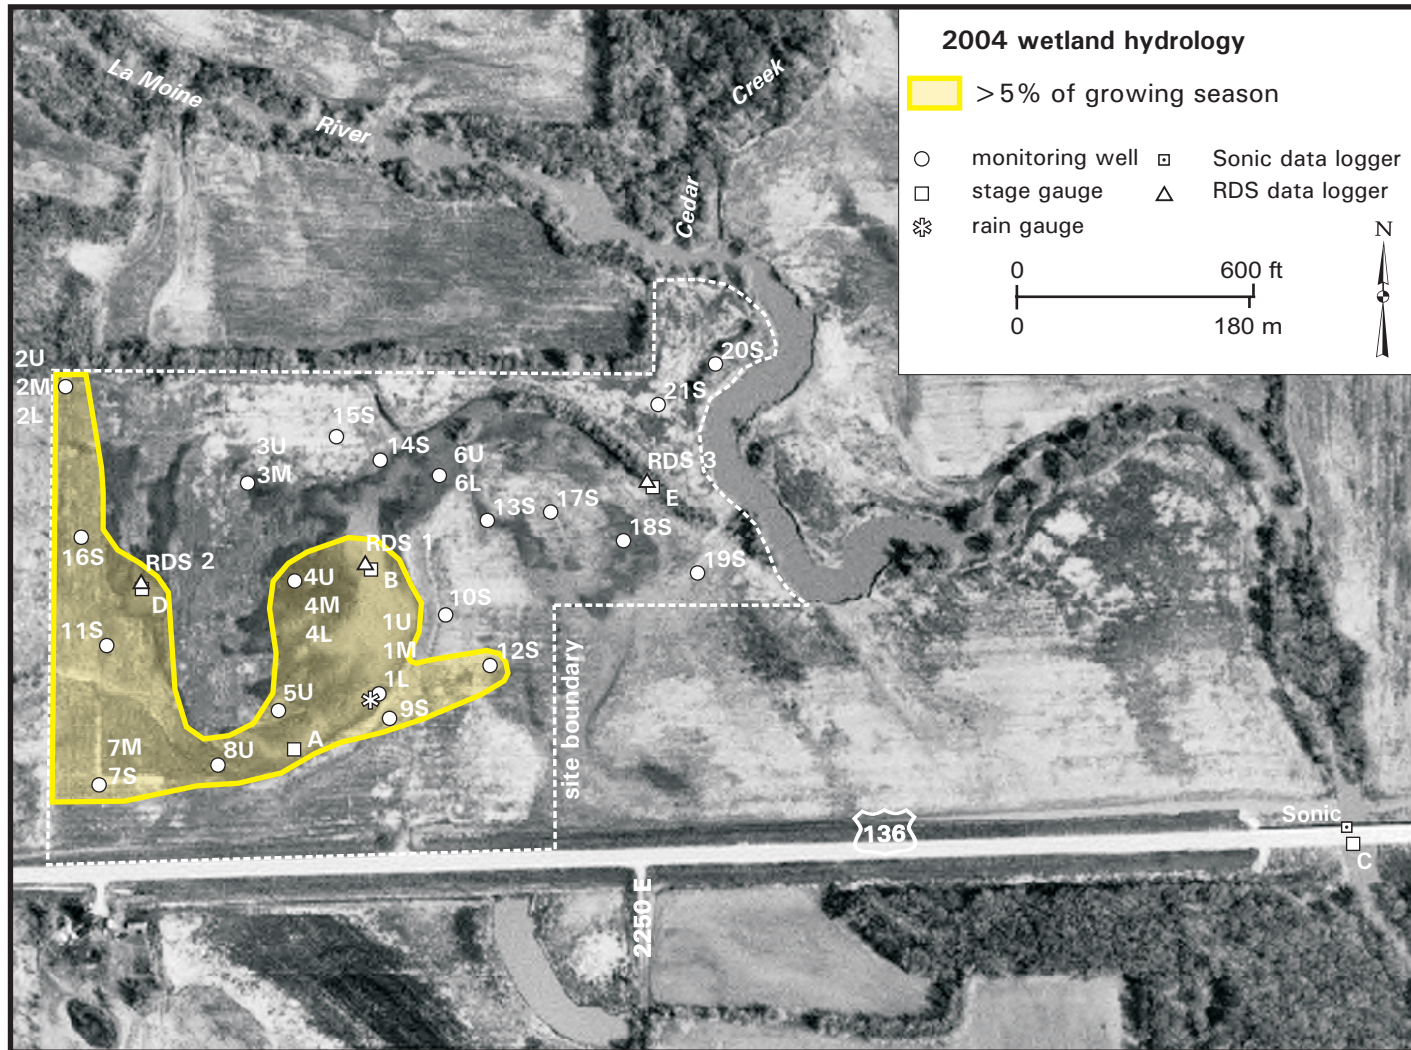 2004 wetland hydrology
>5% of growing season
monitoring well
Sonic data logger
stage gauge
RDS data logger
rain gauge
N
0 600 ft
0 180 m
La Moine
River
Creek
Cedar
2U
2M
2L
20S
21S
15S
14S
3U
3M
6U
6L
RDS 3
E
13S
17S
18S
19S
16S
RDS 2
D
RDS 1
B
4U
4M
4L
10S
1U
1M
1L
11S
12S
5U
9S
A
8U
7M
7S
site boundary
136
Sonic
C
2250 E